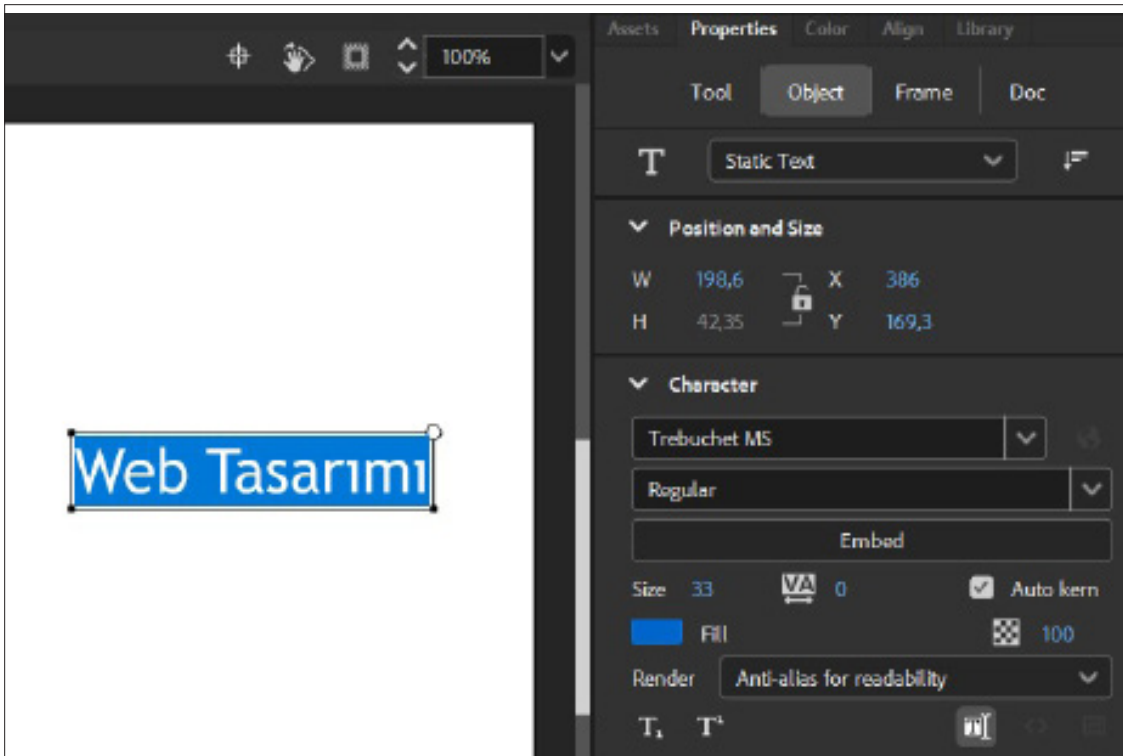 Assets Properties Color Align Library
100%
Tool Object Frame Doc
T Static Text
Position and Size
W 198,6 X 386
H 42,35 Y 169,3
Character
Web Tasarımı
Trebuchet MS
Regular
Embed
Size 33 VA 0 Auto kern
Fill 100
Render Anti-alias for readability
T₁ T¹ T